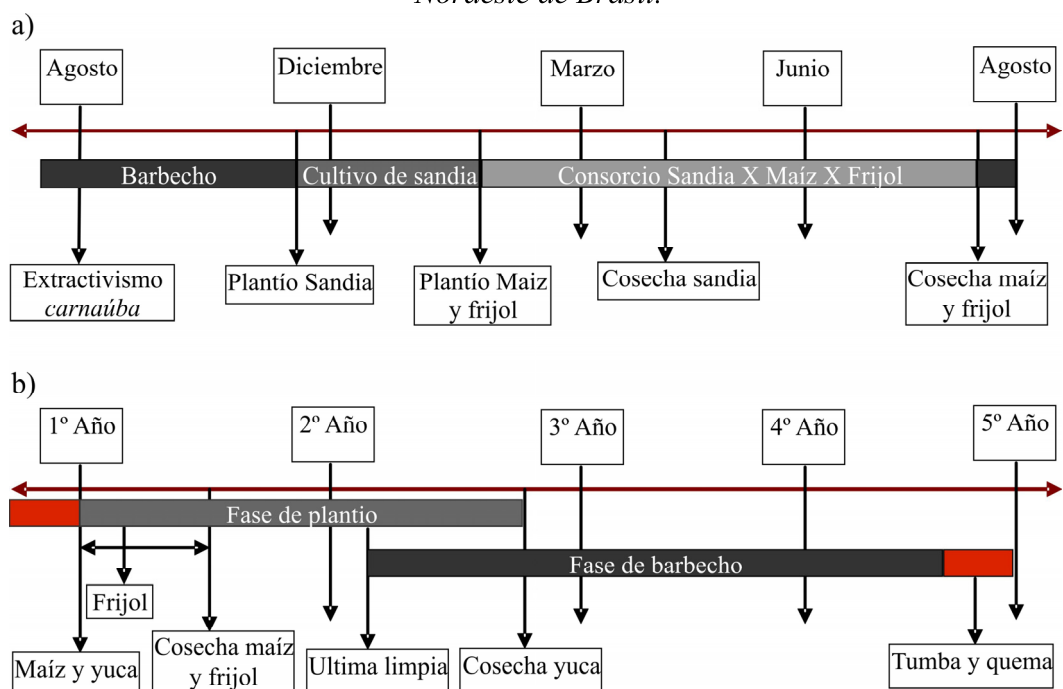 Nordeste de Brasil.
a)
Agosto
Diciembre
Marzo
Junio
Agosto
Barbecho
Cultivo de sandia
Consorcio Sandia X Maíz X Frijol
Extractivismo
carnaúba
Plantío Sandia
Plantío Maiz
y frijol
Cosecha sandia
Cosecha maíz
y frijol
b)
1º Año
2º Año
3º Año
4º Año
5º Año
Fase de plantio
Fase de barbecho
Frijol
Maíz y yuca
Cosecha maíz
y frijol
Ultima limpia
Cosecha yuca
Tumba y quema